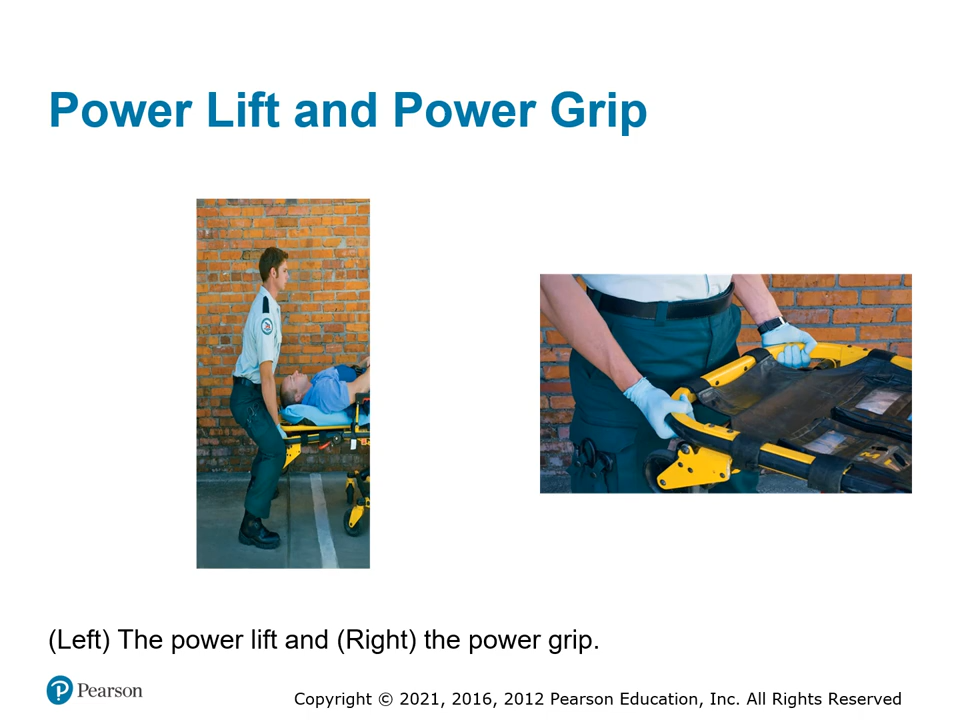 Power Lift and Power Grip
(Left) The power lift and (Right) the power grip.
Pearson
Copyright © 2021, 2016, 2012 Pearson Education, Inc. All Rights Reserved